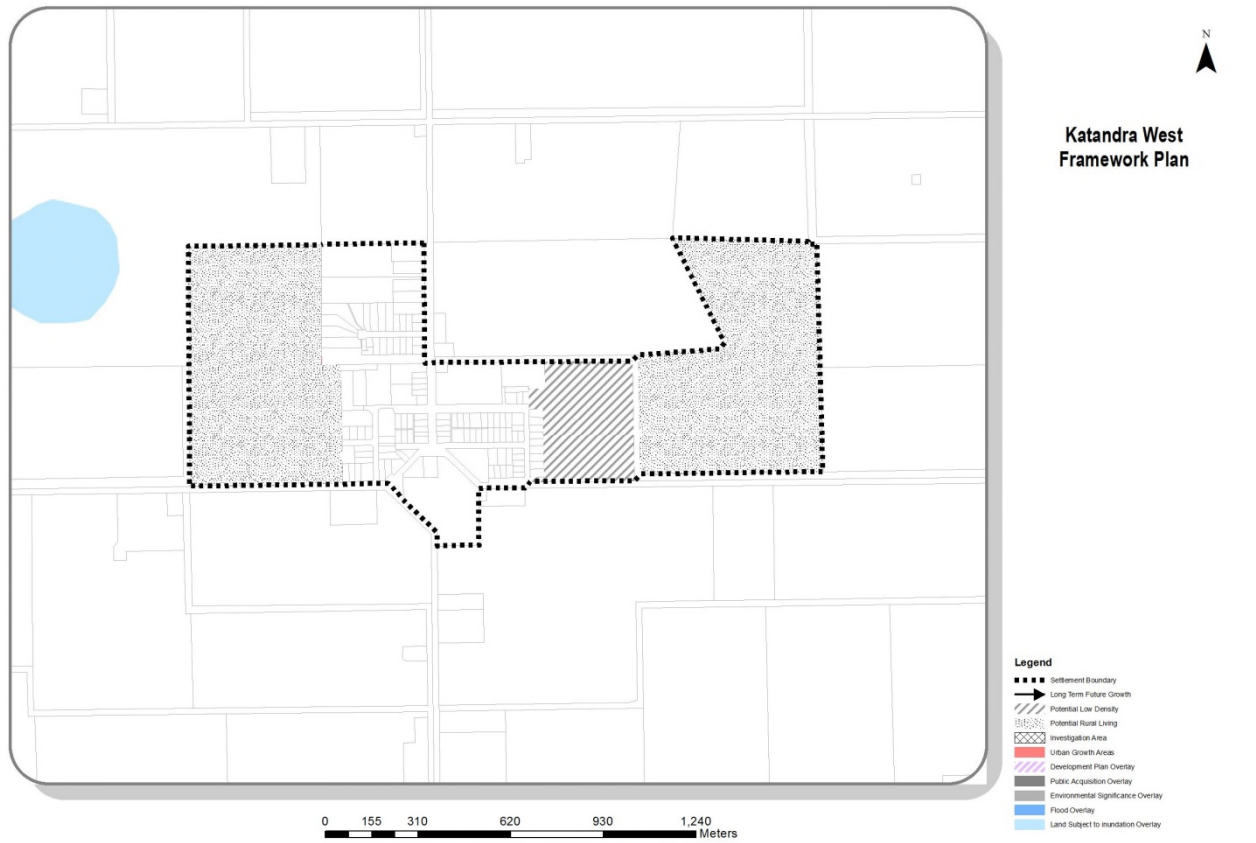 N
Katandra West
Framework Plan
Legend
Settlement Boundary
Long Term Future Growth
Potential Low Density
Potential Rural Living
Investigation Area
Urban Growth Areas
Development Plan Overlay
Public Acquisition Overlay
Environmental Significance Overlay
Flood Overlay
Land Subject to inundation Overlay
0 155 310 620 930 1,240
Meters